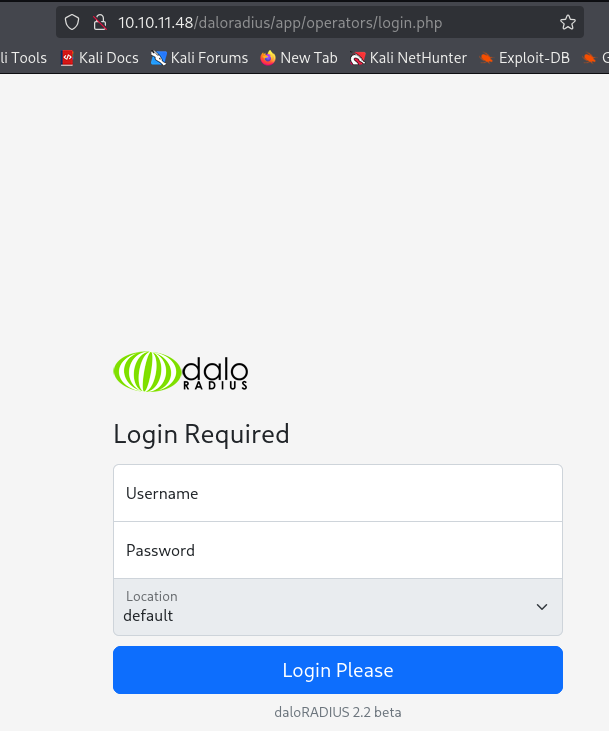 10.10.11.48/daloradius/app/operators/login.php
li Tools Kali Docs Kali Forums New Tab Kali NetHunter Exploit-DB G
dalo
RADIUS
Login Required
Username
Password
Location
default
Login Please
daloRADIUS 2.2 beta